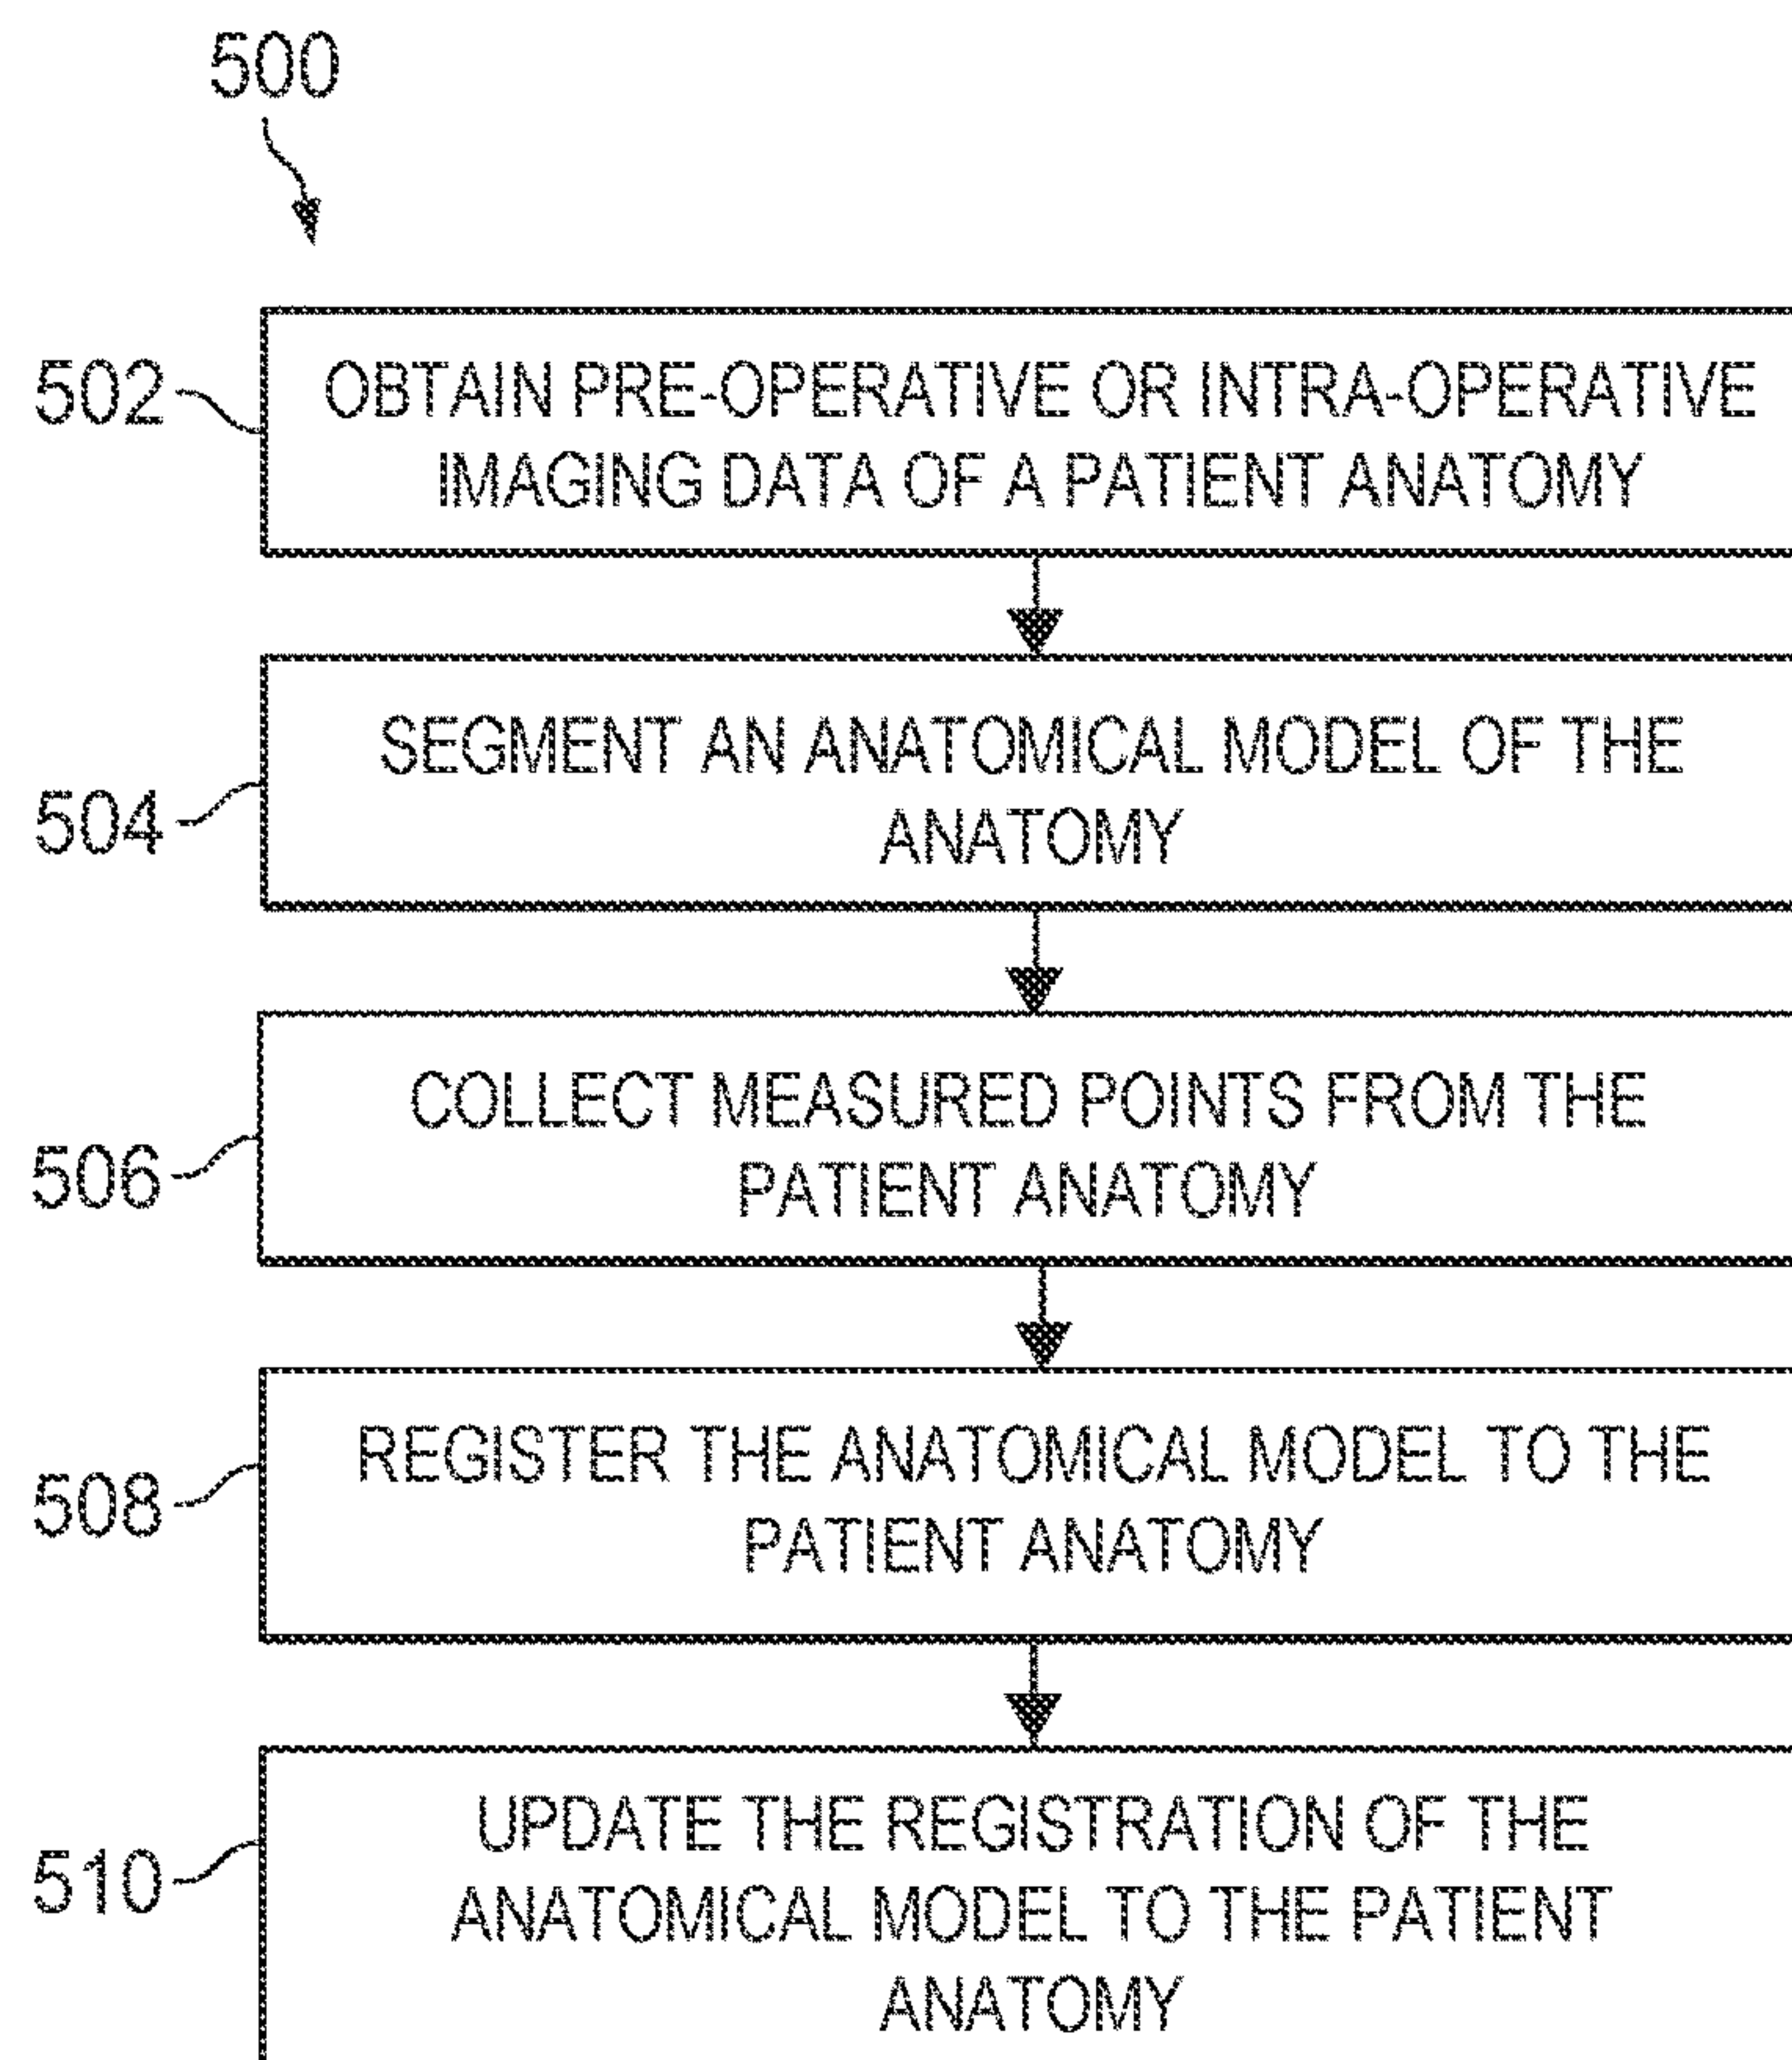 500
502
OBTAIN PRE-OPERATIVE OR INTRA-OPERATIVE
IMAGING DATA OF A PATIENT ANATOMY
504
SEGMENT AN ANATOMICAL MODEL OF THE
ANATOMY
506
COLLECT MEASURED POINTS FROM THE
PATIENT ANATOMY
508
REGISTER THE ANATOMICAL MODEL TO THE
PATIENT ANATOMY
510
UPDATE THE REGISTRATION OF THE
ANATOMICAL MODEL TO THE PATIENT
ANATOMY